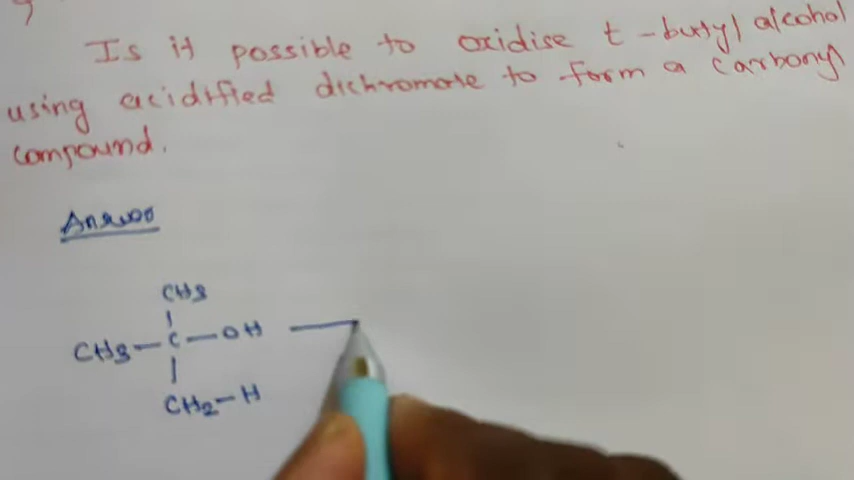 Is it possible to oxidise t-butyl alcohol
using acidified dichromate to form a carbonyl
compound.
Answer
CH3
CH3-C-OH
CH2-H